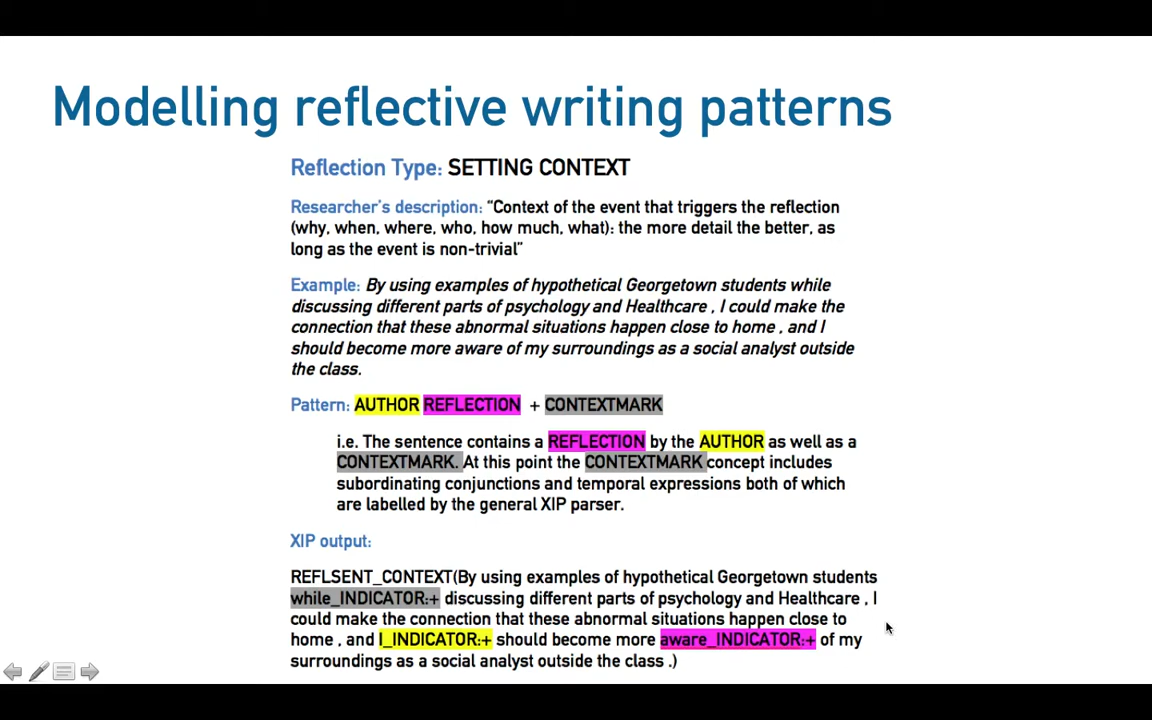 Modelling reflective writing patterns
Reflection Type: SETTING CONTEXT
Researcher's description: "Context of the event that triggers the reflection
(why, when, where, who, how much, what): the more detail the better, as
long as the event is non-trivial"
Example: By using examples of hypothetical Georgetown students while
discussing different parts of psychology and Healthcare , I could make the
connection that these abnormal situations happen close to home , and I
should become more aware of my surroundings as a social analyst outside
the class.
Pattern: AUTHOR REFLECTION + CONTEXTMARK
i.e. The sentence contains a REFLECTION by the AUTHOR as well as a
CONTEXTMARK. At this point the CONTEXTMARK concept includes
subordinating conjunctions and temporal expressions both of which
are labelled by the general XIP parser.
XIP output:
REFLSENT_CONTEXT(By using examples of hypothetical Georgetown students
while_INDICATOR:+ discussing different parts of psychology and Healthcare , I
could make the connection that these abnormal situations happen close to
home , and I_INDICATOR:+ should become more aware_INDICATOR:+ of my
surroundings as a social analyst outside the class .)